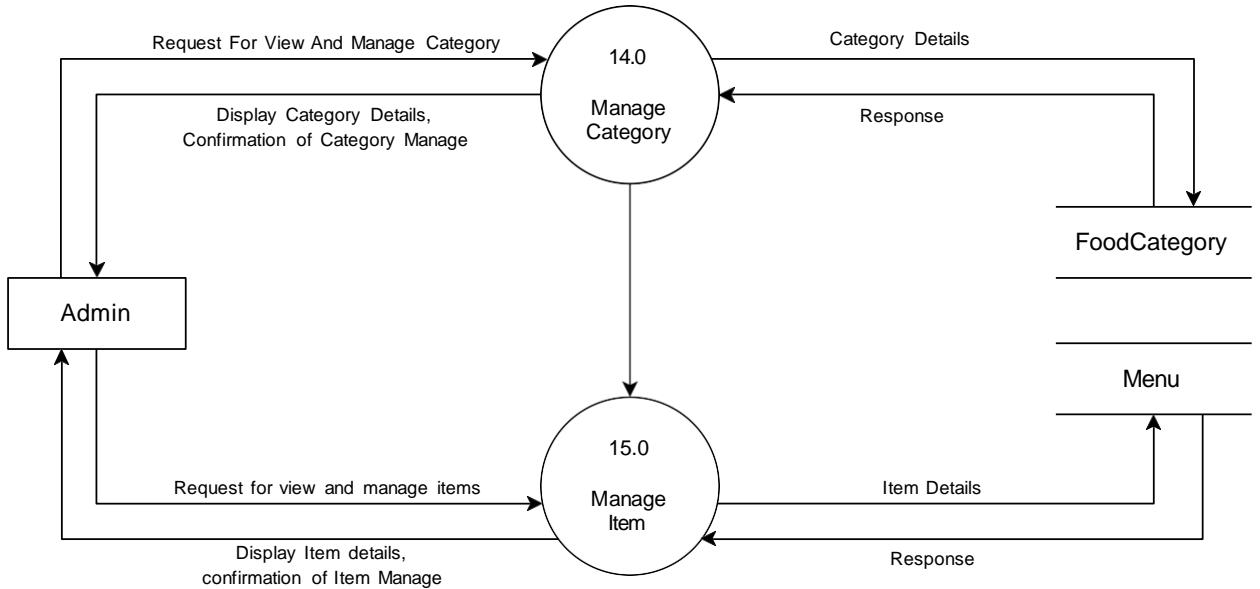 Request For View And Manage Category
14.0
Category Details
Display Category Details,
Confirmation of Category Manage
Manage
Category
Response
FoodCategory
Admin
Menu
15.0
Request for view and manage items
Manage
Item
Item Details
Display Item details,
confirmation of Item Manage
Response